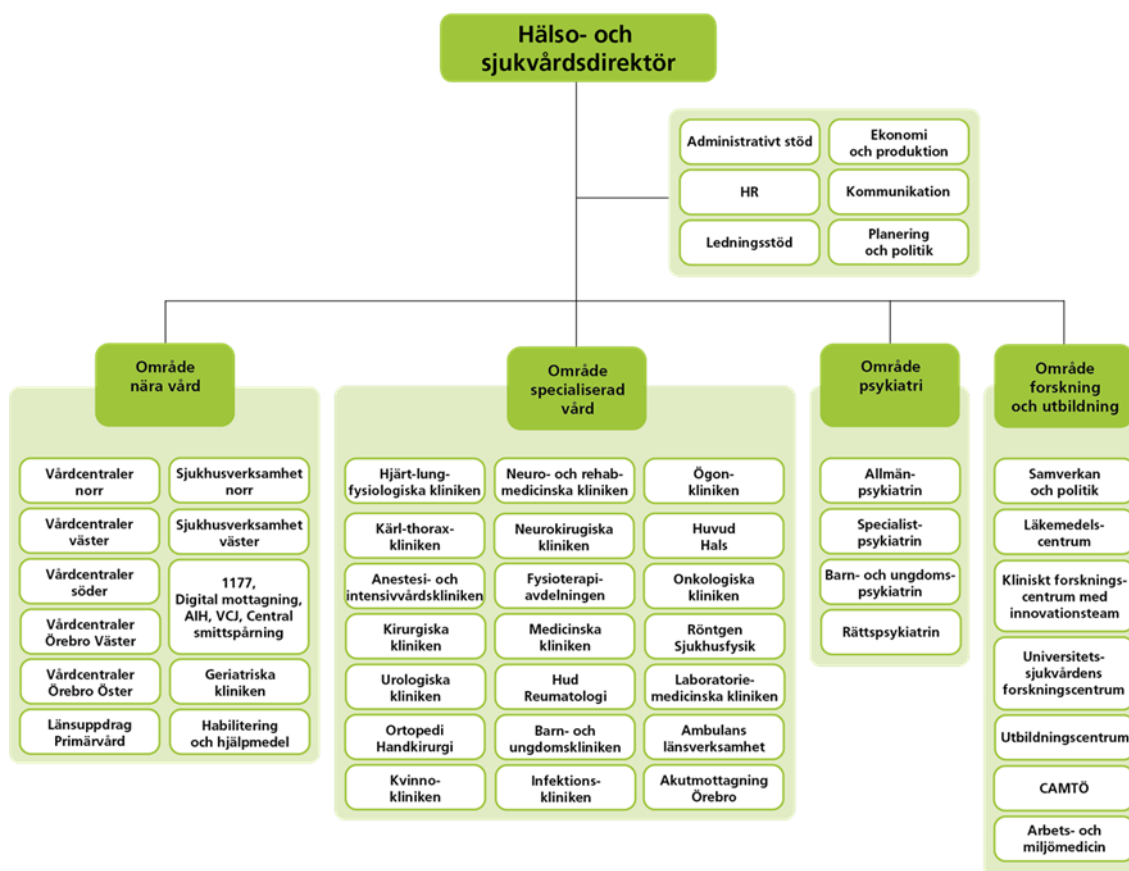 Hälso- och
sjukvårdsdirektör
Administrativt stöd
Ekonomi
och produktion
HR
Kommunikation
Ledningsstöd
Planering
och politik
Område
nära vård
Vårdcentraler
norr
Sjukhusverksamhet
norr
Vårdcentraler
väster
Sjukhusverksamhet
väster
Vårdcentraler
söder
1177,
Digital mottagning,
AIH, VCJ, Central
smittspårning
Vårdcentraler
Örebro Väster
Vårdcentraler
Örebro Öster
Geriatriska
kliniken
Länsuppdrag
Primärvård
Habilitering
och hjälpmedel
Område
specialiserad
vård
Hjärt-lung-
fysiologiska kliniken
Neuro- och rehab-
medicinska kliniken
Ögon-
kliniken
Kärl-thorax-
kliniken
Neurokirugiska
kliniken
Huvud
Hals
Anestesi- och
intensivvårdskliniken
Fysioterapi-
avdelningen
Onkologiska
kliniken
Kirurgiska
kliniken
Medicinska
kliniken
Röntgen
Sjukhusfysik
Urologiska
kliniken
Hud
Reumatologi
Laboratorie-
medicinska kliniken
Ortopedi
Handkirurgi
Barn- och
ungdomskliniken
Ambulans
länsverksamhet
Kvinno-
kliniken
Infektions-
kliniken
Akutmottagning
Örebro
Område
psykiatri
Allmän-
psykiatrin
Specialist-
psykiatrin
Barn- och ungdoms-
psykiatrin
Rättspsykiatrin
Område
forskning
och utbildning
Samverkan
och politik
Läkemedels-
centrum
Kliniskt forsknings-
centrum med
innovationsteam
Universitets-
sjukvårdens
forskningscentrum
Utbildningscentrum
CAMTÖ
Arbets- och
miljömedicin